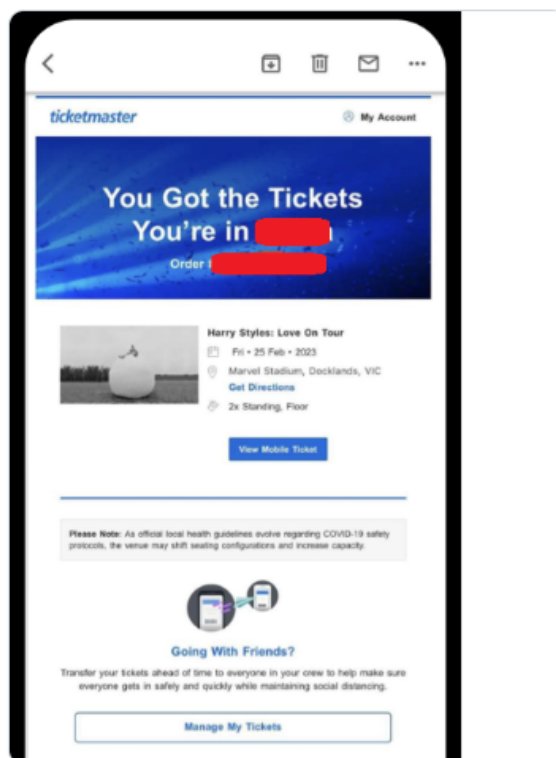 ticketmaster
My Account
You Got the Tickets
You're in
Order
Harry Styles: Love On Tour
Fri • 25 Feb • 2023
Marvel Stadium, Docklands, VIC
Get Directions
2x Standing, Floor
View Mobile Ticket
Please Note: As official local health guidelines evolve regarding COVID-19 safety
protocols, the venue may shift seating configurations and increase capacity.
Going With Friends?
Transfer your tickets ahead of time to everyone in your crew to help make sure
everyone gets in safely and quickly while maintaining social distancing.
Manage My Tickets